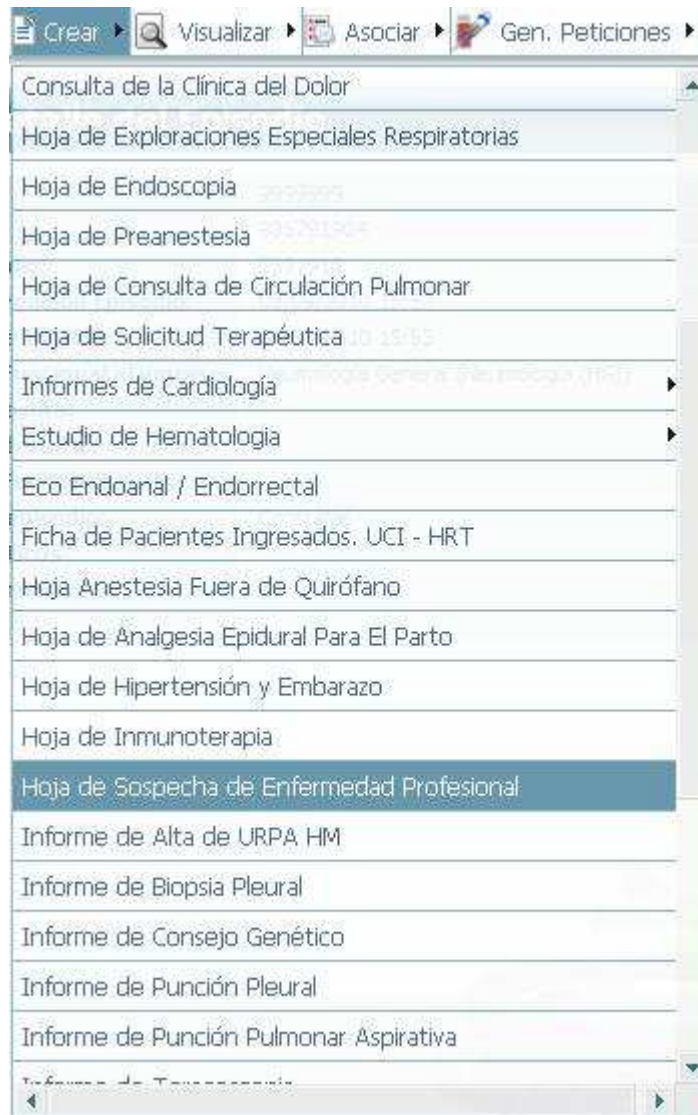 Crear Visualizar Asociar Gen. Peticiones
Consulta de la Clínica del Dolor
Hoja de Exploraciones Especiales Respiratorias
Hoja de Endoscopia
Hoja de Preanestesia
Hoja de Consulta de Circulación Pulmonar
Hoja de Solicitud Terapéutica
Informes de Cardiología
Estudio de Hematologia
Eco Endoanal / Endorrectal
Ficha de Pacientes Ingresados. UCI - HRT
Hoja Anestesia Fuera de Quirófano
Hoja de Analgesia Epidural Para El Parto
Hoja de Hipertensión y Embarazo
Hoja de Inmunoterapia
Hoja de Sospecha de Enfermedad Profesional
Informe de Alta de URPA HM
Informe de Biopsia Pleural
Informe de Consejo Genético
Informe de Punción Pleural
Informe de Punción Pulmonar Aspirativa